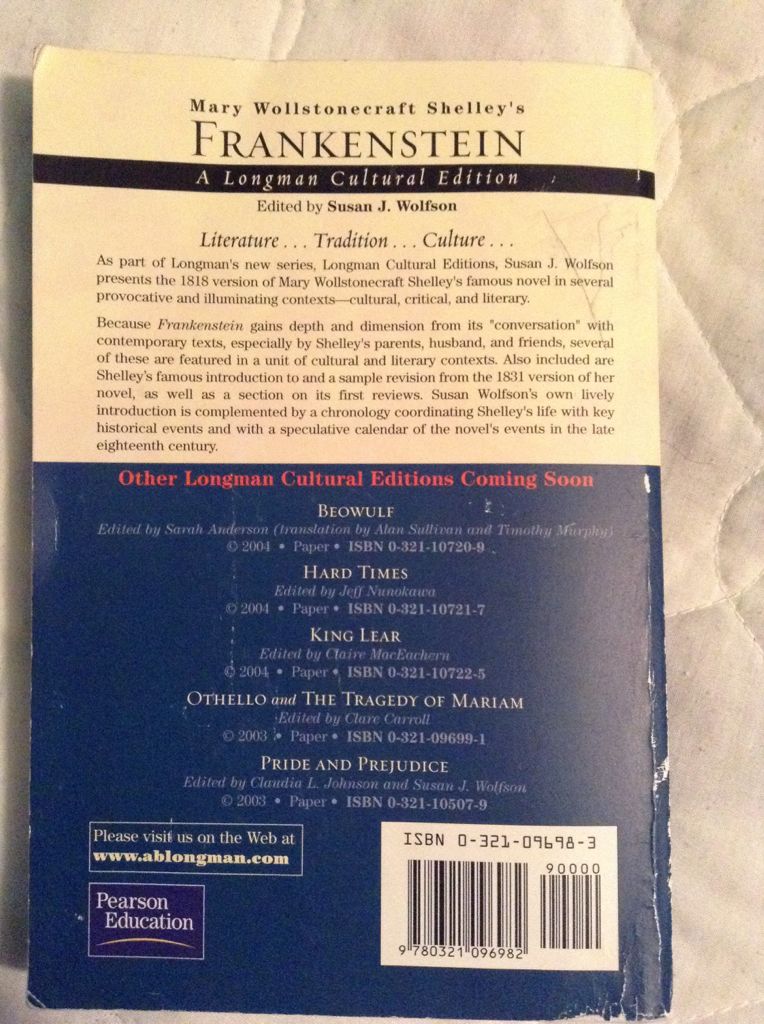 Mary Wollstonecraft Shelley's
FRANKENSTEIN
A Longman Cultural Edition
Edited by Susan J. Wolfson
Literature . . . Tradition . . . Culture . . .
As part of Longman's new series, Longman Cultural Editions, Susan J. Wolfson
presents the 1818 version of Mary Wollstonecraft Shelley's famous novel in several
provocative and illuminating contexts—cultural, critical, and literary.
Because Frankenstein gains depth and dimension from its "conversation" with
contemporary texts, especially by Shelley's parents, husband, and friends, several
of these are featured in a unit of cultural and literary contexts. Also included are
Shelley's famous introduction to and a sample revision from the 1831 version of her
novel, as well as a section on its first reviews. Susan Wolfson's own lively
introduction is complemented by a chronology coordinating Shelley's life with key
historical events and with a speculative calendar of the novel's events in the late
eighteenth century.
Other Longman Cultural Editions Coming Soon
BEOWULF
Edited by Sarah Anderson (translation by Alan Sullivan and Timothy Murphy)
© 2004 • Paper • ISBN 0-321-10720-9
HARD TIMES
Edited by Jeff Nunokawa
© 2004 • Paper • ISBN 0-321-10721-7
KING LEAR
Edited by Claire MacEachern
© 2004 • Paper • ISBN 0-321-10722-5
OTHELLO and THE TRAGEDY OF MARIAM
Edited by Clare Carroll
© 2003 • Paper • ISBN 0-321-09699-1
PRIDE AND PREJUDICE
Edited by Claudia L. Johnson and Susan J. Wolfson
© 2003 • Paper • ISBN 0-321-10507-9
Please visit us on the Web at
www.ablongman.com
Pearson
Education
ISBN 0-321-09698-3
90000
9 780321 096982